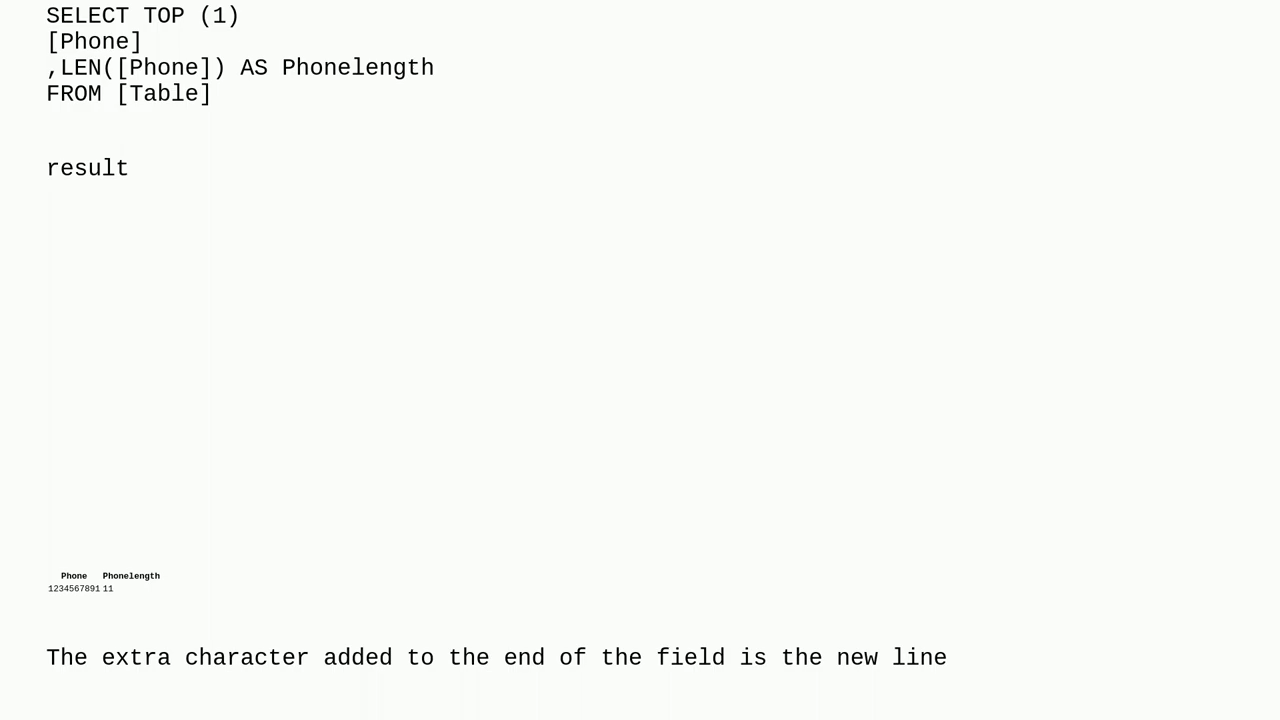 SELECT TOP (1)
[Phone]
,LEN([Phone]) AS Phonelength
FROM [Table]
result
Phone Phonelength
1234567891 11
The extra character added to the end of the field is the new line